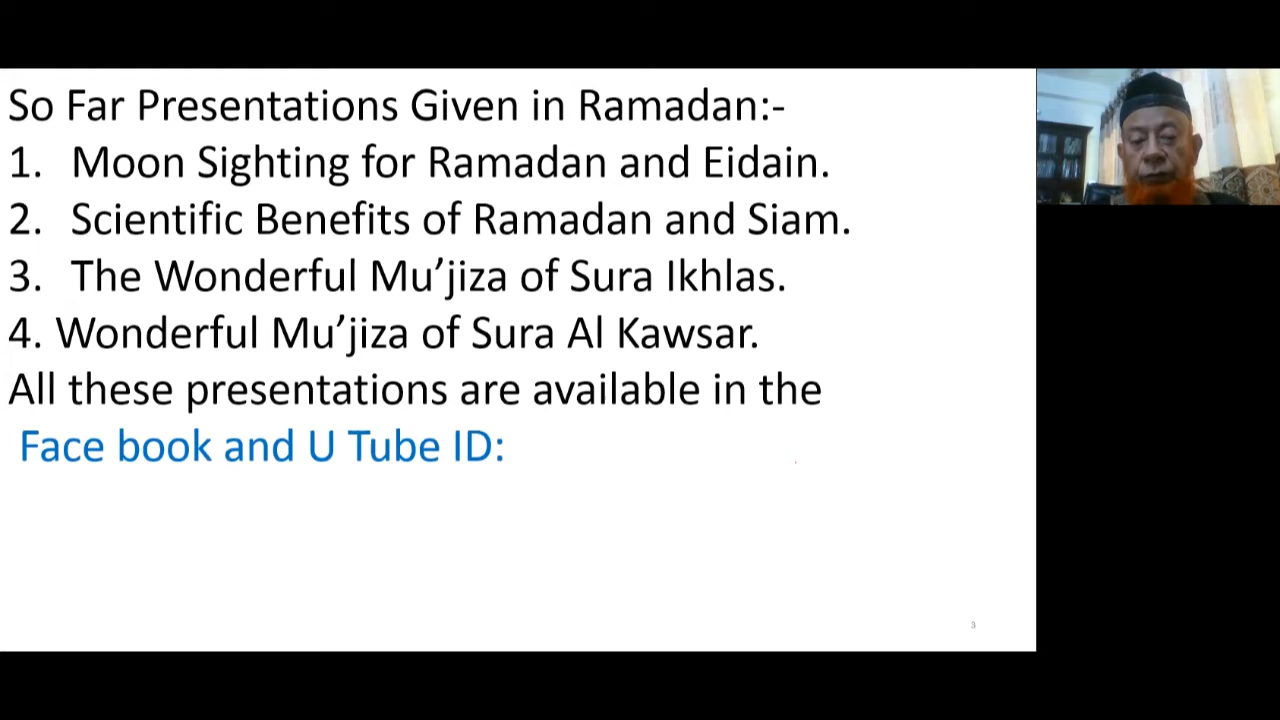 So Far Presentations Given in Ramadan:-
1. Moon Sighting for Ramadan and Eidain.
2. Scientific Benefits of Ramadan and Siam.
3. The Wonderful Mu’jiza of Sura Ikhlas.
4. Wonderful Mu’jiza of Sura Al Kawsar.
All these presentations are available in the
Face book and U Tube ID:
3